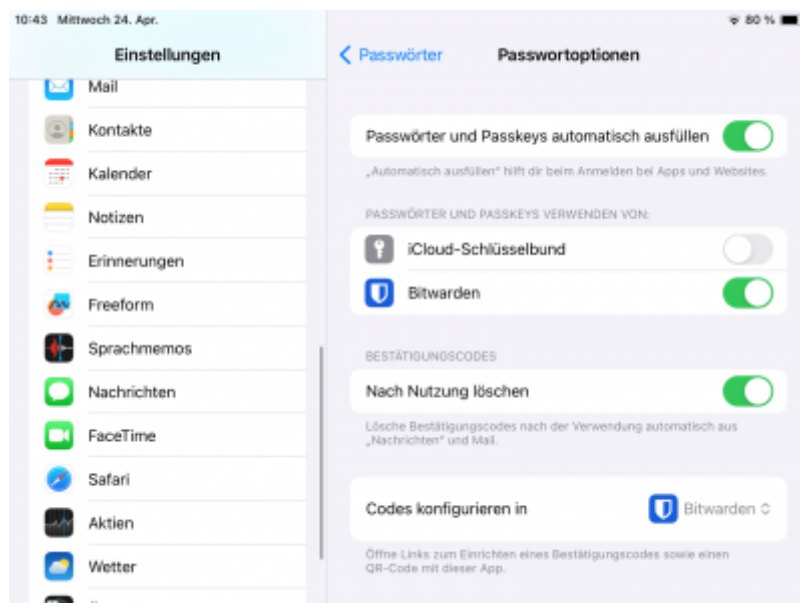 10:43 Mittwoch 24. Apr.
80 %
Einstellungen
Mail
Kontakte
Kalender
Notizen
Erinnerungen
Freeform
Sprachmemos
Nachrichten
FaceTime
Safari
Aktien
Wetter
Passwörter
Passwortoptionen
Passwörter und Passkeys automatisch ausfüllen
„Automatisch ausfüllen“ hilft dir beim Anmelden bei Apps und Websites.
PASSWÖRTER UND PASSKEYS VERWENDEN VON:
iCloud-Schlüsselbund
Bitwarden
BESTÄTIGUNGSCODES
Nach Nutzung löschen
Lösche Bestätigungscodes nach der Verwendung automatisch aus
„Nachrichten“ und Mail.
Codes konfigurieren in
Bitwarden
Öffne Links zum Einrichten eines Bestätigungscodes sowie einen
QR-Code mit dieser App.